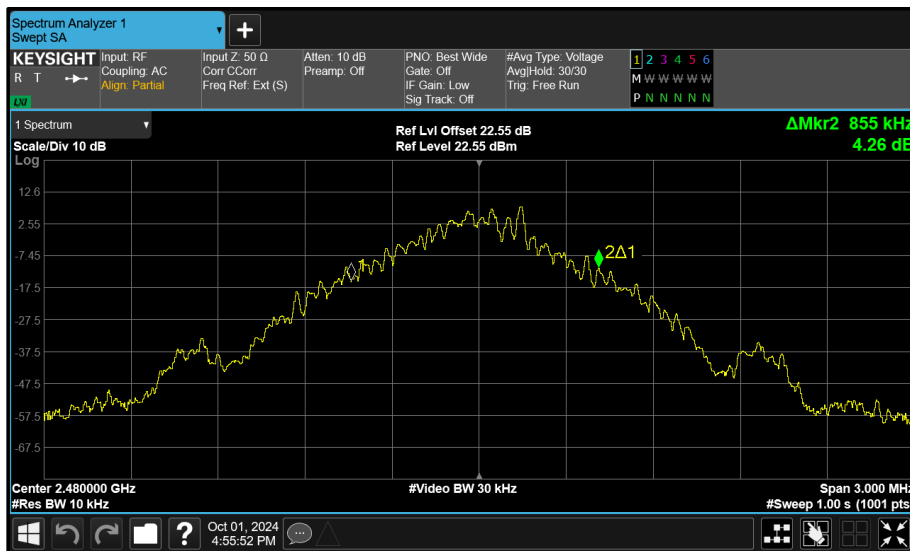 Spectrum Analyzer 1
Swept SA
KEYSIGHT
R T
LXI
Input: RF
Coupling: AC
Align: Partial
Input Z: 50 Ω
Corr CCorr
Freq Ref: Ext (S)
Atten: 10 dB
Preamp: Off
PNO: Best Wide
Gate: Off
IF Gain: Low
Sig Track: Off
#Avg Type: Voltage
Avg|Hold: 30/30
Trig: Free Run
1 2 3 4 5 6
M W W W W W
P N N N N N
1 Spectrum
Scale/Div 10 dB
Ref Lvl Offset 22.55 dB
Ref Level 22.55 dBm
ΔMkr2 855 kHz
4.26 dB
Log
12.6
2.55
-7.45
-17.5
-27.5
-37.5
-47.5
-57.5
-67.5
1
2Δ1
Center 2.480000 GHz
#Res BW 10 kHz
#Video BW 30 kHz
Span 3.000 MHz
#Sweep 1.00 s (1001 pts
?
Oct 01, 2024
4:55:52 PM